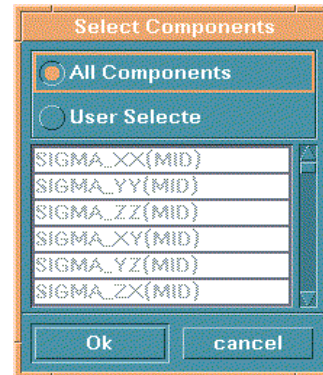 Select Components
All Components
User Selecte
SIGMA_XX(MID)
SIGMA_YY(MID)
SIGMA_ZZ(MID)
SIGMA_XY(MID)
SIGMA_YZ(MID)
SIGMA_ZX(MID)
Ok
cancel